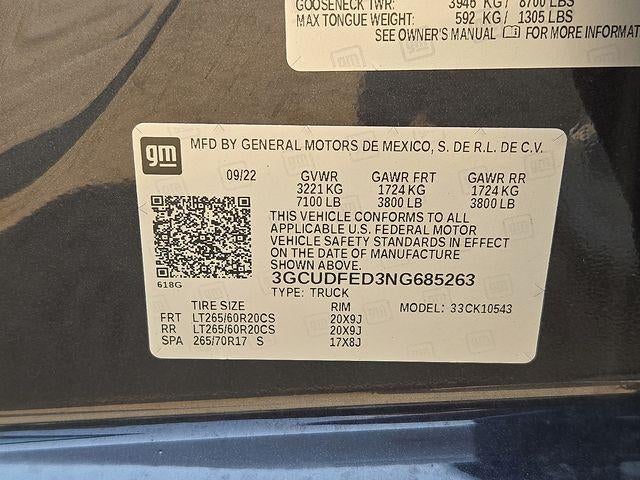 GOOSENECK TWR: 3946 KG / 8700 LBS
MAX TONGUE WEIGHT: 592 KG / 1305 LBS
SEE OWNER'S MANUAL FOR MORE INFORMAT
gm
MFD BY GENERAL MOTORS DE MEXICO, S. DE R.L. DE C.V.
09/22 GVWR GAWR FRT GAWR RR
3221 KG 1724 KG 1724 KG
7100 LB 3800 LB 3800 LB
THIS VEHICLE CONFORMS TO ALL
APPLICABLE U.S. FEDERAL MOTOR
VEHICLE SAFETY STANDARDS IN EFFECT
ON THE DATE OF MANUFACTURE
SHOWN ABOVE.
3GCUDFED3NG685263
618G
TYPE: TRUCK
TIRE SIZE RIM MODEL: 33CK10543
FRT LT265/60R20CS 20X9J
RR LT265/60R20CS 20X9J
SPA 265/70R17 S 17X8J